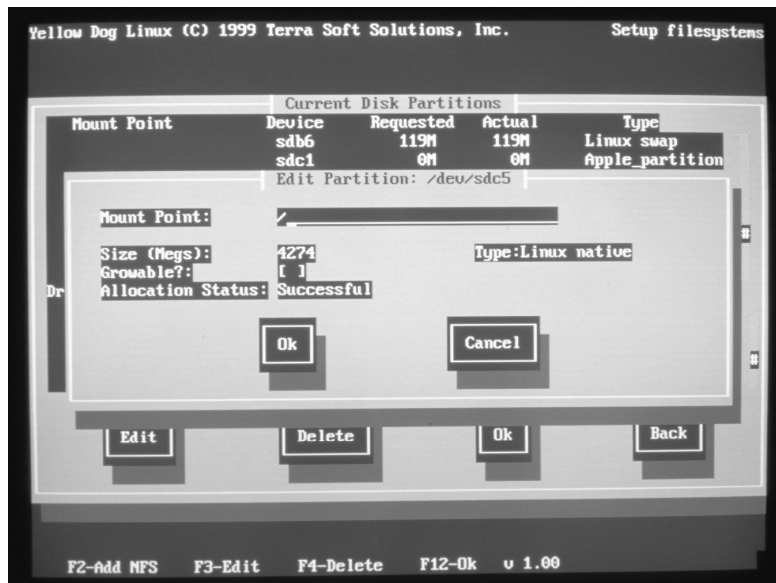 Yellow Dog Linux (C) 1999 Terra Soft Solutions, Inc. Setup filesystems
Current Disk Partitions
Mount Point Device Requested Actual Type
sdb6 119M 119M Linux swap
sdc1 0M 0M Apple_partition
Edit Partition: /dev/sdc5
Mount Point: /
#
Size (Megs): 4274 Type:Linux native
Growable?: [ ]
Dr
Allocation Status: Successful
Ok Cancel
#
Edit Delete Ok Back
F2-Add NFS F3-Edit F4-Delete F12-Ok v 1.00